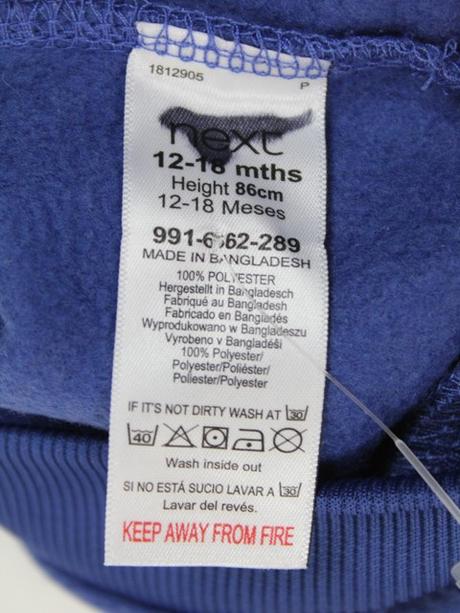 1812905 P
next
12-18 mths
Height 86cm
12-18 Meses
991-662-289
MADE IN BANGLADESH
100% POLYESTER
Hergestellt in Bangladesch
Fabriqué au Bangladesh
Fabricado en Bangladés
Wyprodukowano w Bangladeszu
Vyrobeno v Bangladéši
100% Polyester/
Polyester/Poliéster/
Poliester/Polyester
IF IT'S NOT DIRTY WASH AT 30
40
Wash inside out
SI NO ESTÁ SUCIO LAVAR A 30
Lavar del revés.
KEEP AWAY FROM FIRE